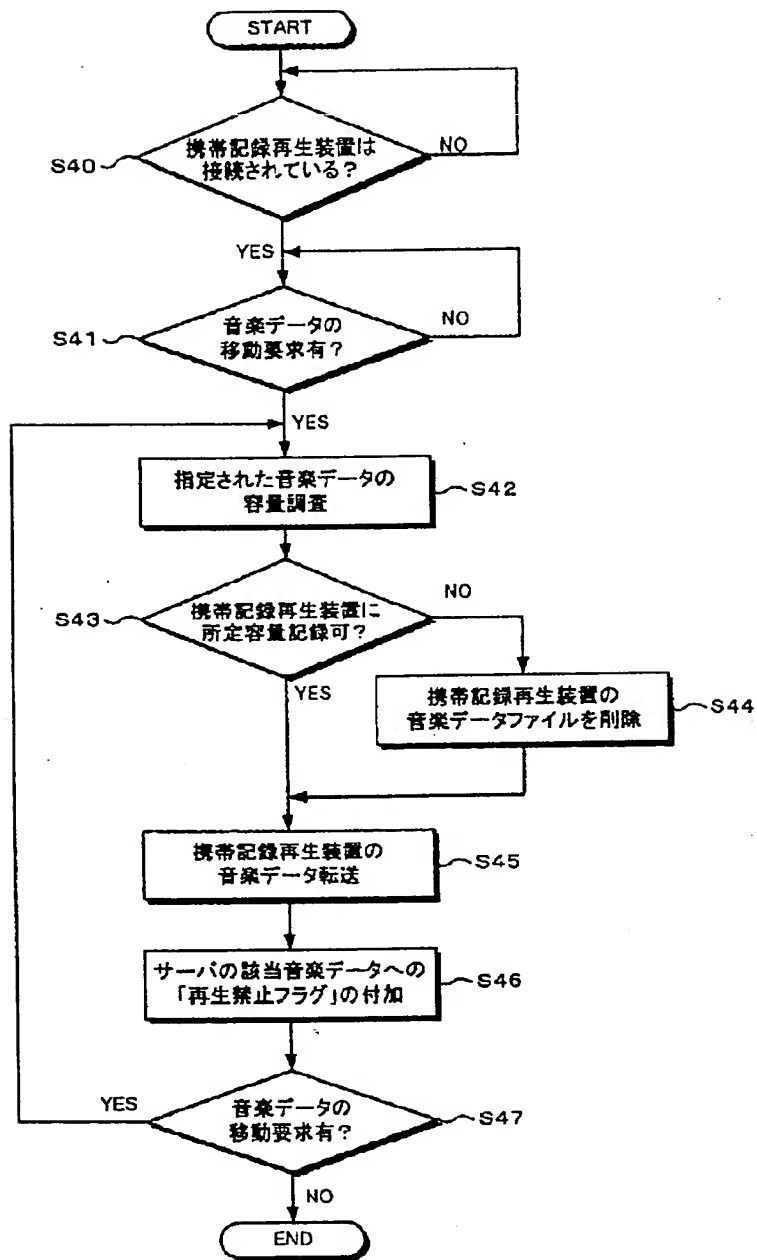 START
携帯記録再生装置は
接続されている?
S40
NO
YES
音楽データの
移動要求有?
S41
NO
YES
指定された音楽データの
容量調査
S42
携帯記録再生装置に
所定容量記録可?
S43
NO
YES
携帯記録再生装置の
音楽データファイルを削除
S44
携帯記録再生装置の
音楽データ転送
S45
サーバの該当音楽データへの
「再生禁止フラグ」の付加
S46
YES
音楽データの
移動要求有?
S47
NO
END